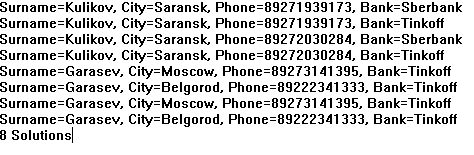 Surname=Kulikov, City=Saransk, Phone=89271939173, Bank=Sberbank
Surname=Kulikov, City=Saransk, Phone=89271939173, Bank=Tinkoff
Surname=Kulikov, City=Saransk, Phone=89272030284, Bank=Sberbank
Surname=Kulikov, City=Saransk, Phone=89272030284, Bank=Tinkoff
Surname=Garasev, City=Moscow, Phone=89273141395, Bank=Tinkoff
Surname=Garasev, City=Belgorod, Phone=89222341333, Bank=Tinkoff
Surname=Garasev, City=Moscow, Phone=89273141395, Bank=Tinkoff
Surname=Garasev, City=Belgorod, Phone=89222341333, Bank=Tinkoff
8 Solutions